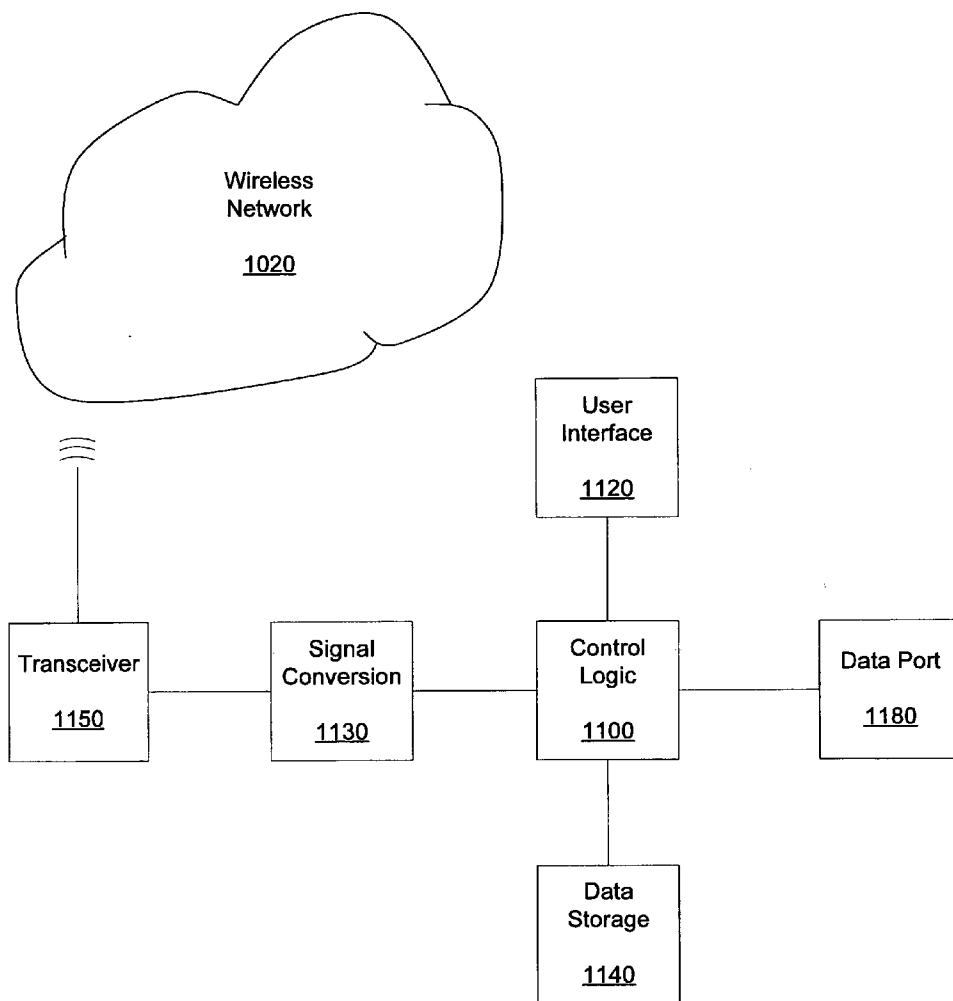 Wireless
Network
1020
User
Interface
1120
Transceiver
1150
Signal
Conversion
1130
Control
Logic
1100
Data Port
1180
Data
Storage
1140